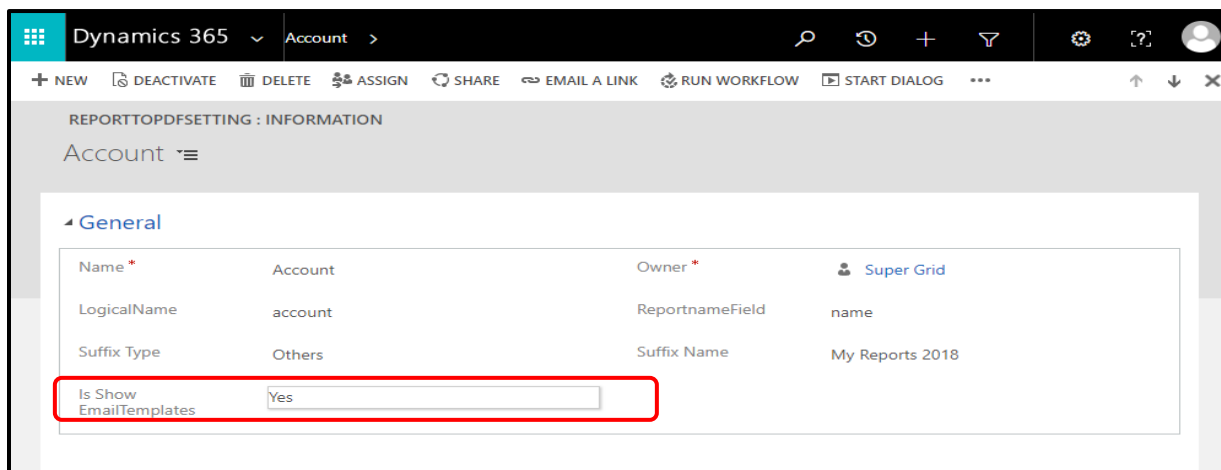 Dynamics 365 Account >
+ NEW DEACTIVATE DELETE ASSIGN SHARE EMAIL A LINK RUN WORKFLOW START DIALOG •••
REPORTTOPDFSETTING : INFORMATION
Account
General
Name * Account Owner * Super Grid
LogicalName account ReportnameField name
Suffix Type Others Suffix Name My Reports 2018
Is Show
EmailTemplates Yes